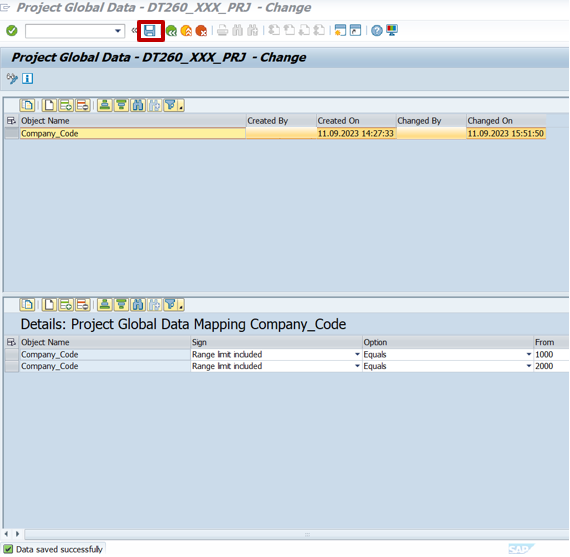 Project Global Data - DT260_XXX_PRJ - Change
Project Global Data - DT260_XXX_PRJ - Change
Object Name Created By Created On Changed By Changed On
Company_Code 11.09.2023 14:27:33 11.09.2023 15:51:50
Details: Project Global Data Mapping Company_Code
Object Name Sign Option From
Company_Code Range limit included Equals 1000
Company_Code Range limit included Equals 2000
Data saved successfully
SAP